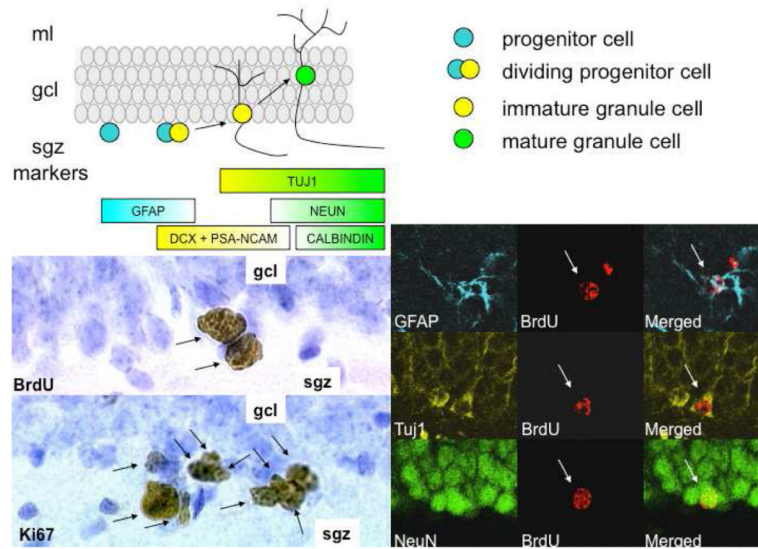 ml
gcl
sgz
markers
progenitor cell
dividing progenitor cell
immature granule cell
mature granule cell
TUJ1
GFAP
NEUN
DCX + PSA-NCAM
CALBINDIN
gcl
BrdU
sgz
gcl
Ki67
sgz
GFAP
BrdU
Merged
Tuj1
BrdU
Merged
NeuN
BrdU
Merged